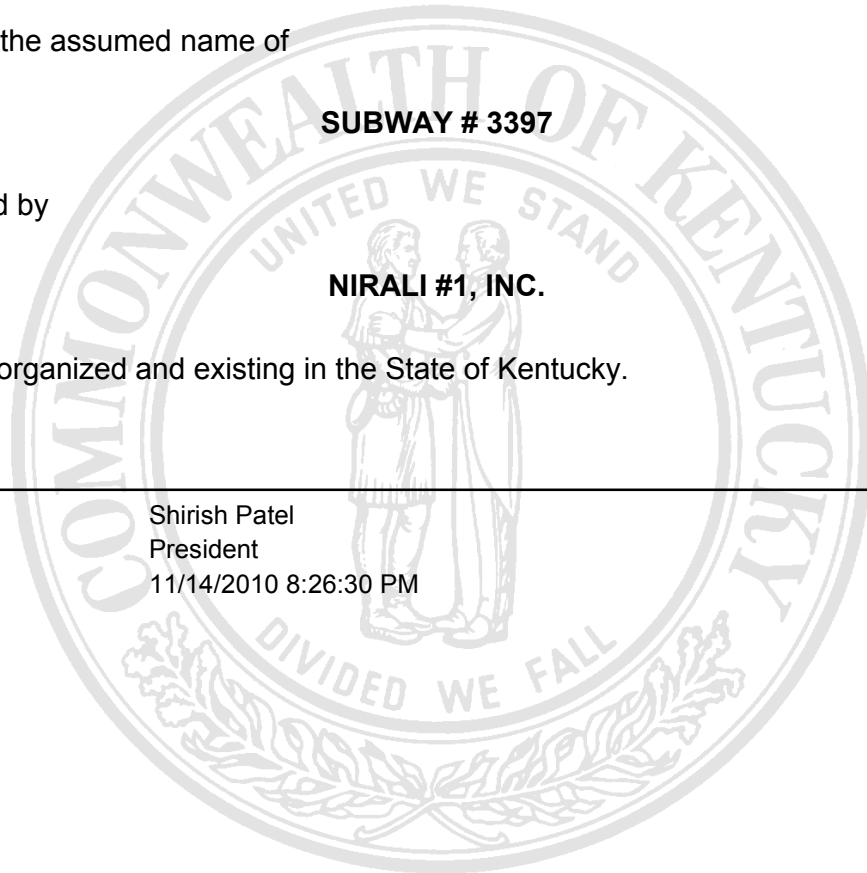 the assumed name of
SUBWAY # 3397
d by
NIRALI #1, INC.
organized and existing in the State of Kentucky.
Shirish Patel
President
11/14/2010 8:26:30 PM
COMMONWEALTH OF KENTUCKY
UNITED WE STAND
DIVIDED WE FALL